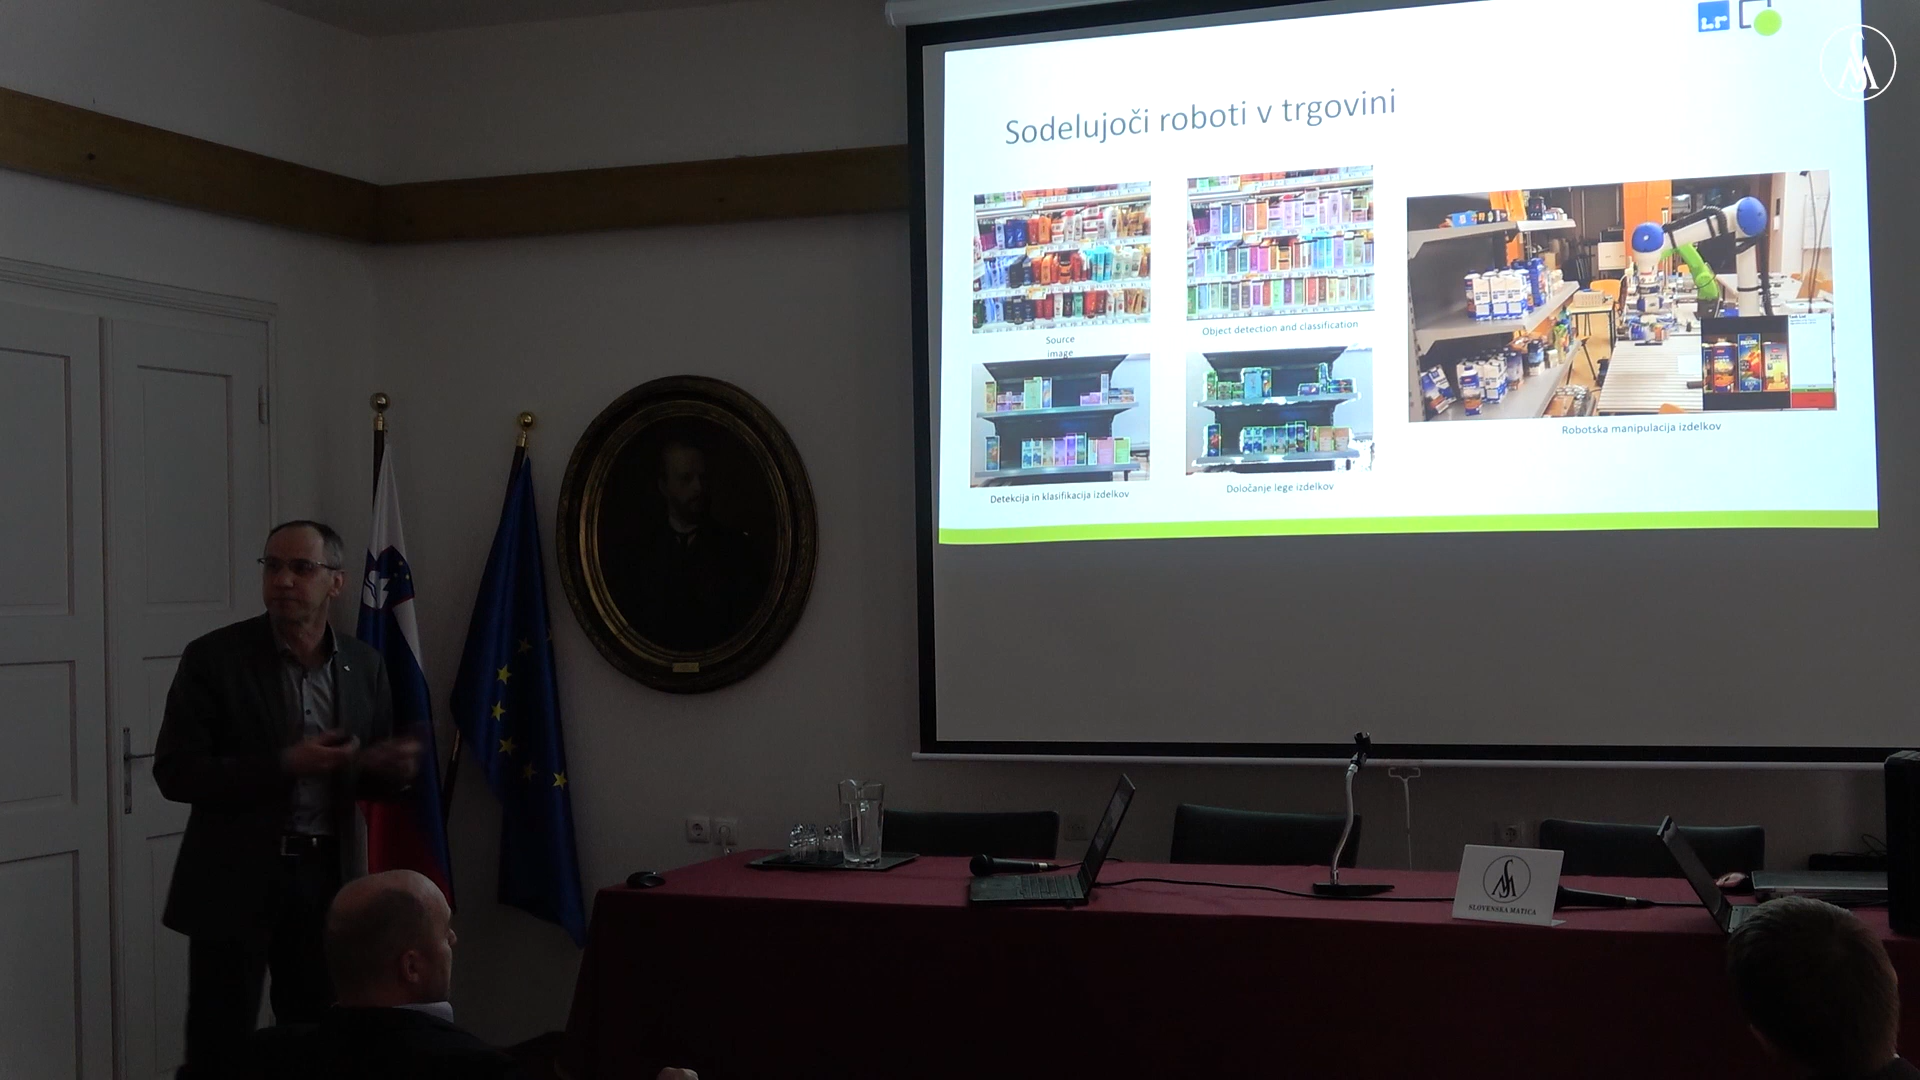 Sodelujoči roboti v trgovini
Source
image
Object detection and classification
Detekcija in klasifikacija izdelkov
Določanje lege izdelkov
Robotska manipulacija izdelkov
SLOVENSKA MATICA